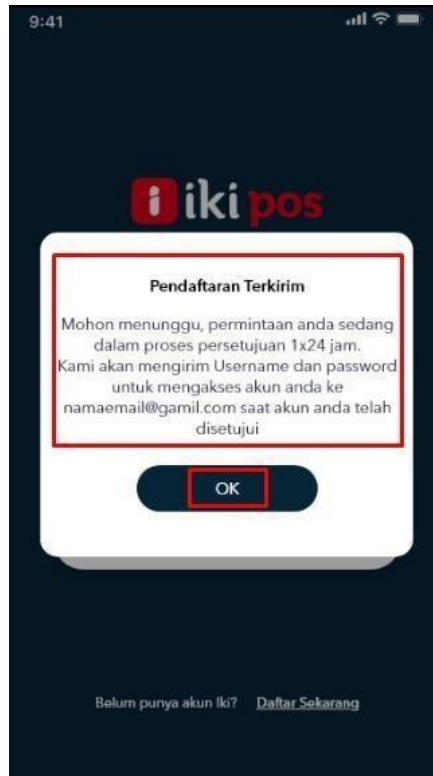 9:41
iki pos
Pendaftaran Terkirim
Mohon menunggu, permintaan anda sedang
dalam proses persetujuan 1x24 jam.
Kami akan mengirim Username dan password
untuk mengakses akun anda ke
namaemail@gamil.com saat akun anda telah
disetujui
OK
Belum punya akun Iki? Daftar Sekarang